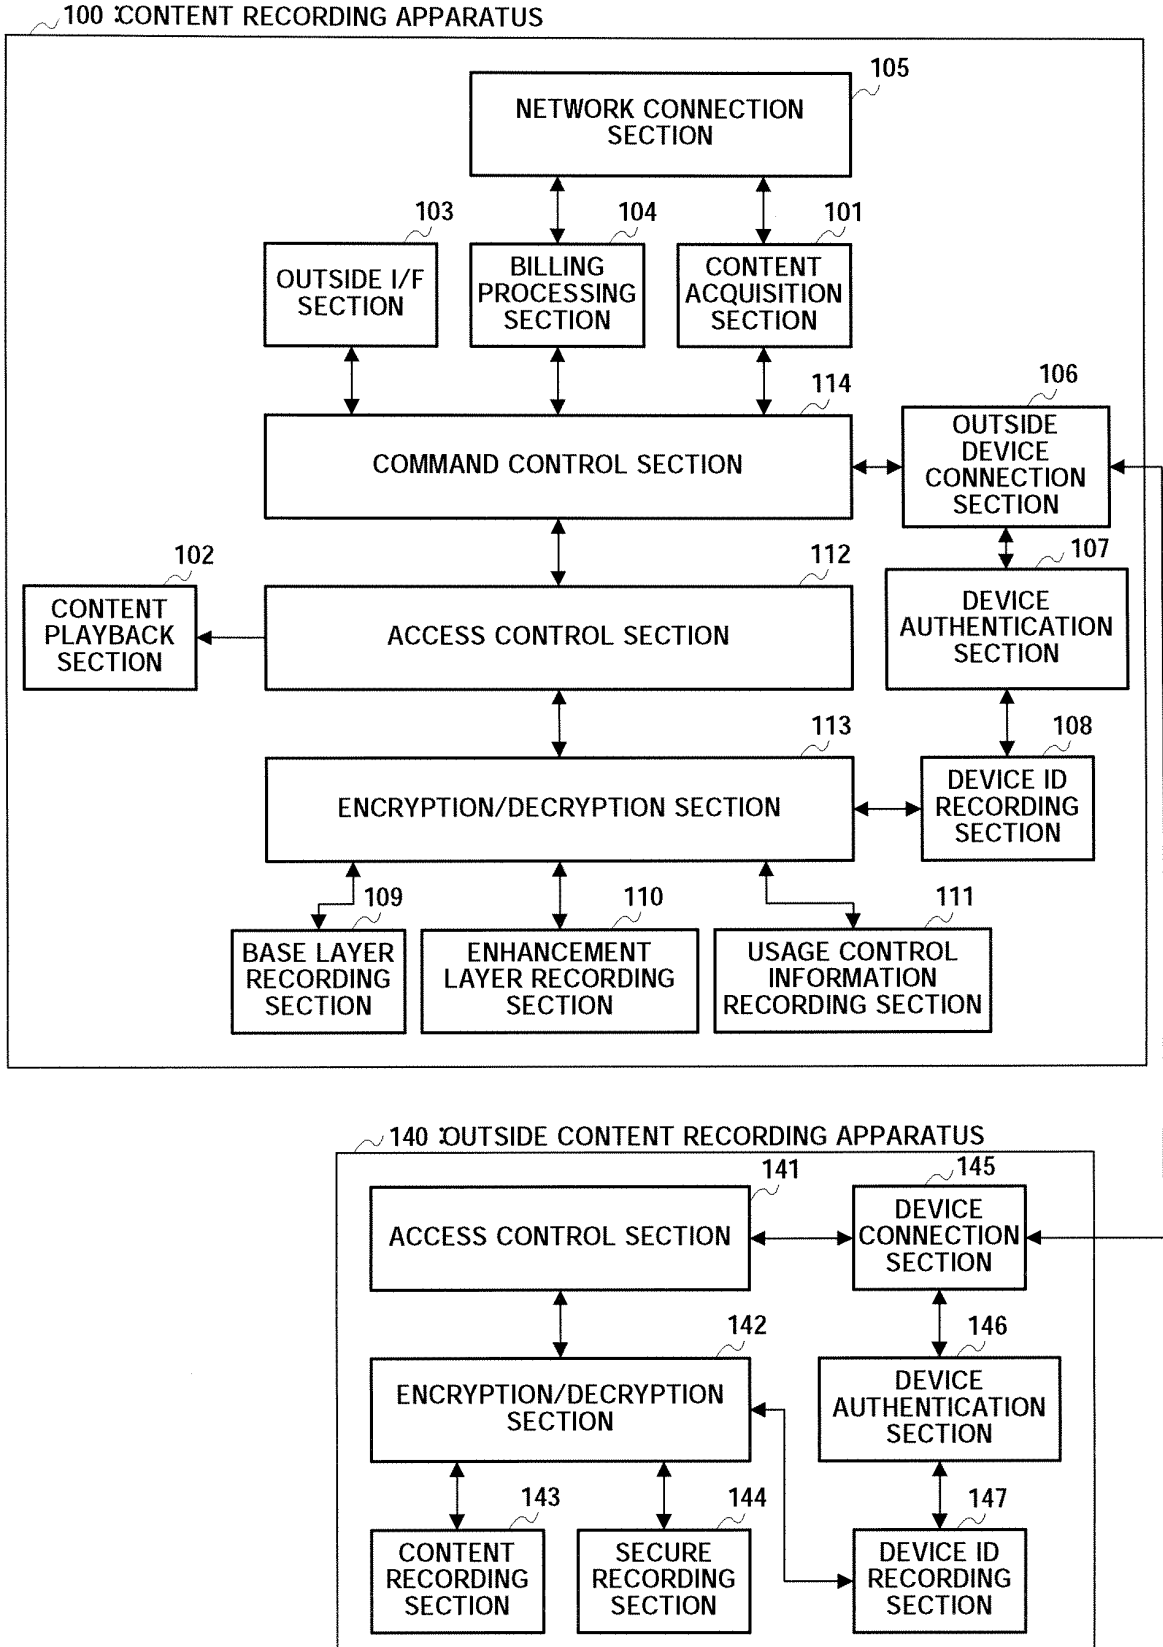 100 :CONTENT RECORDING APPARATUS
105
NETWORK CONNECTION
SECTION
103
OUTSIDE I/F
SECTION
104
BILLING
PROCESSING
SECTION
101
CONTENT
ACQUISITION
SECTION
114
COMMAND CONTROL SECTION
106
OUTSIDE
DEVICE
CONNECTION
SECTION
102
CONTENT
PLAYBACK
SECTION
112
ACCESS CONTROL SECTION
107
DEVICE
AUTHENTICATION
SECTION
113
ENCRYPTION/DECRYPTION SECTION
108
DEVICE ID
RECORDING
SECTION
109
BASE LAYER
RECORDING
SECTION
110
ENHANCEMENT
LAYER RECORDING
SECTION
111
USAGE CONTROL
INFORMATION
RECORDING SECTION
140 :OUTSIDE CONTENT RECORDING APPARATUS
141
ACCESS CONTROL SECTION
145
DEVICE
CONNECTION
SECTION
142
ENCRYPTION/DECRYPTION
SECTION
146
DEVICE
AUTHENTICATION
SECTION
143
CONTENT
RECORDING
SECTION
144
SECURE
RECORDING
SECTION
147
DEVICE ID
RECORDING
SECTION